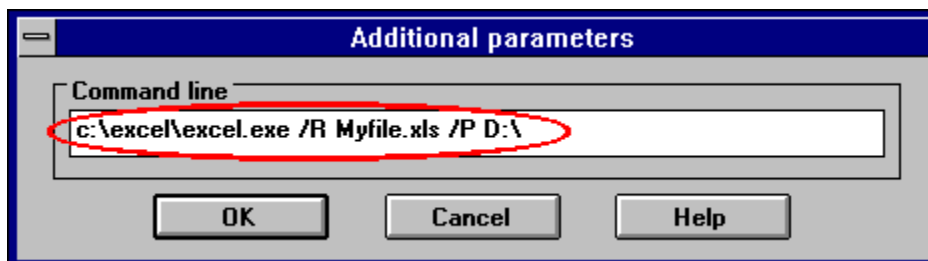 Additional parameters
Command line
c:\excel\excel.exe /R Myfile.xls /P D:\
OK Cancel Help